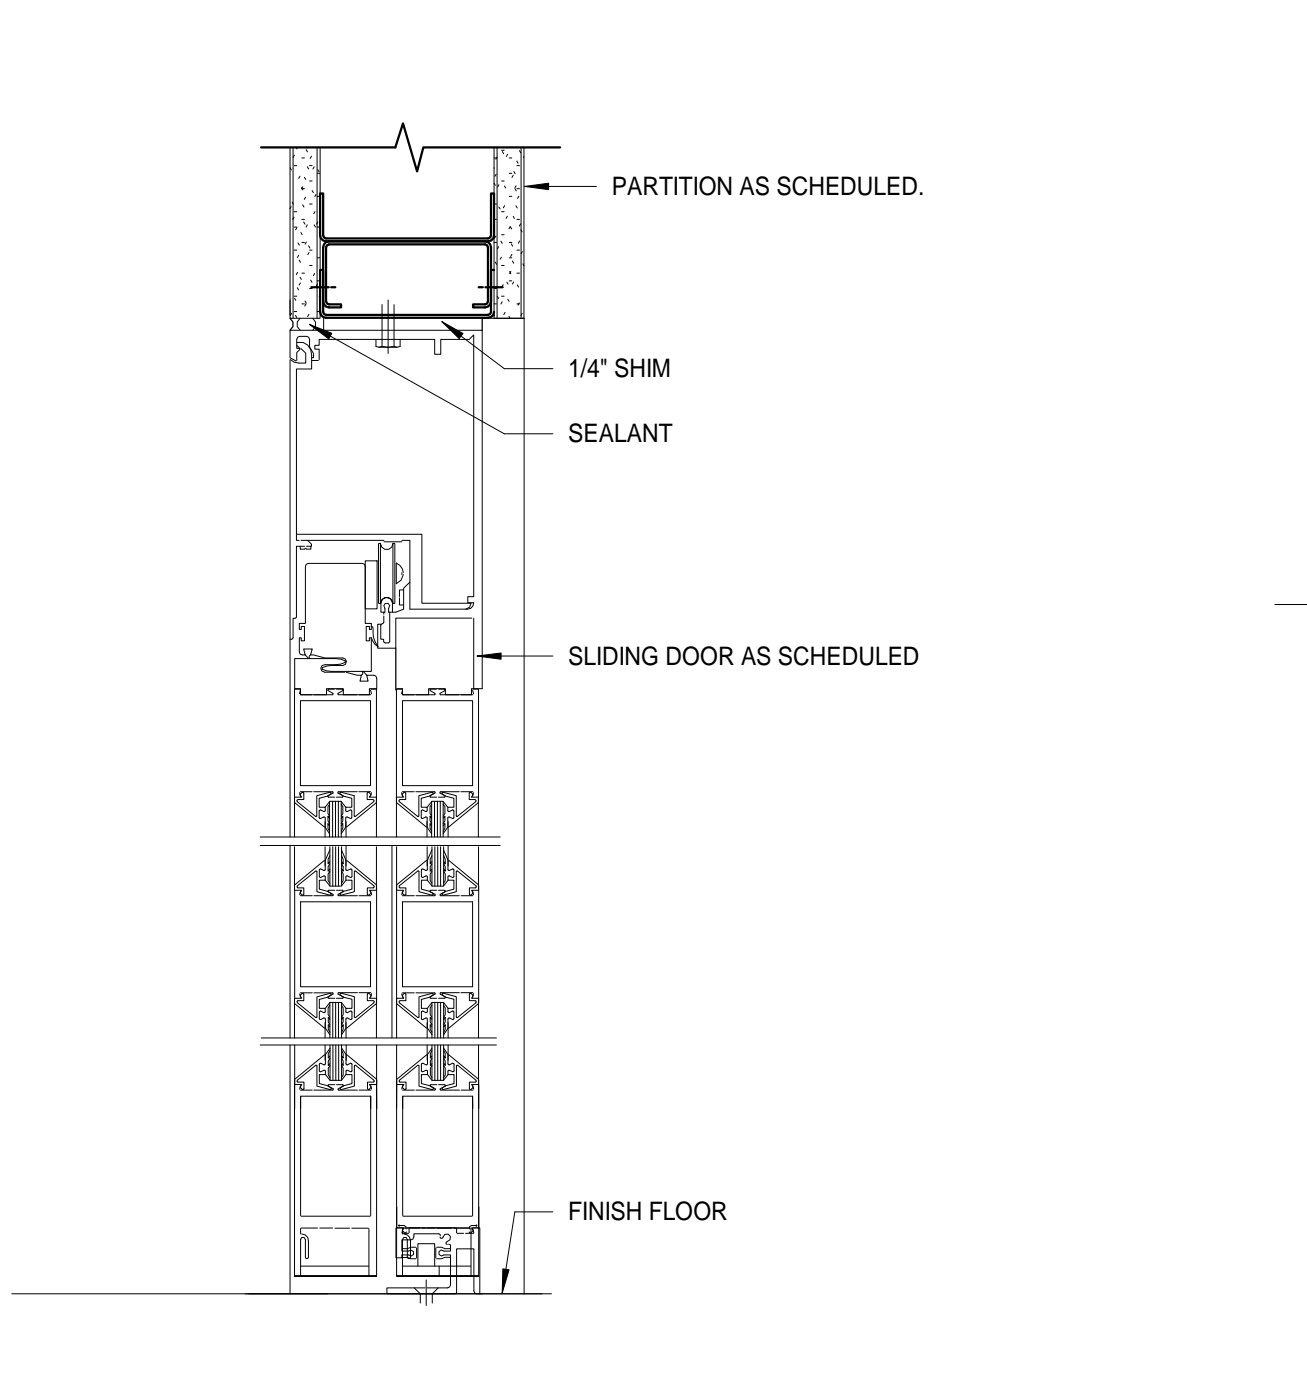 PARTITION AS SCHEDULED.
1/4" SHIM
SEALANT
SLIDING DOOR AS SCHEDULED
FINISH FLOOR